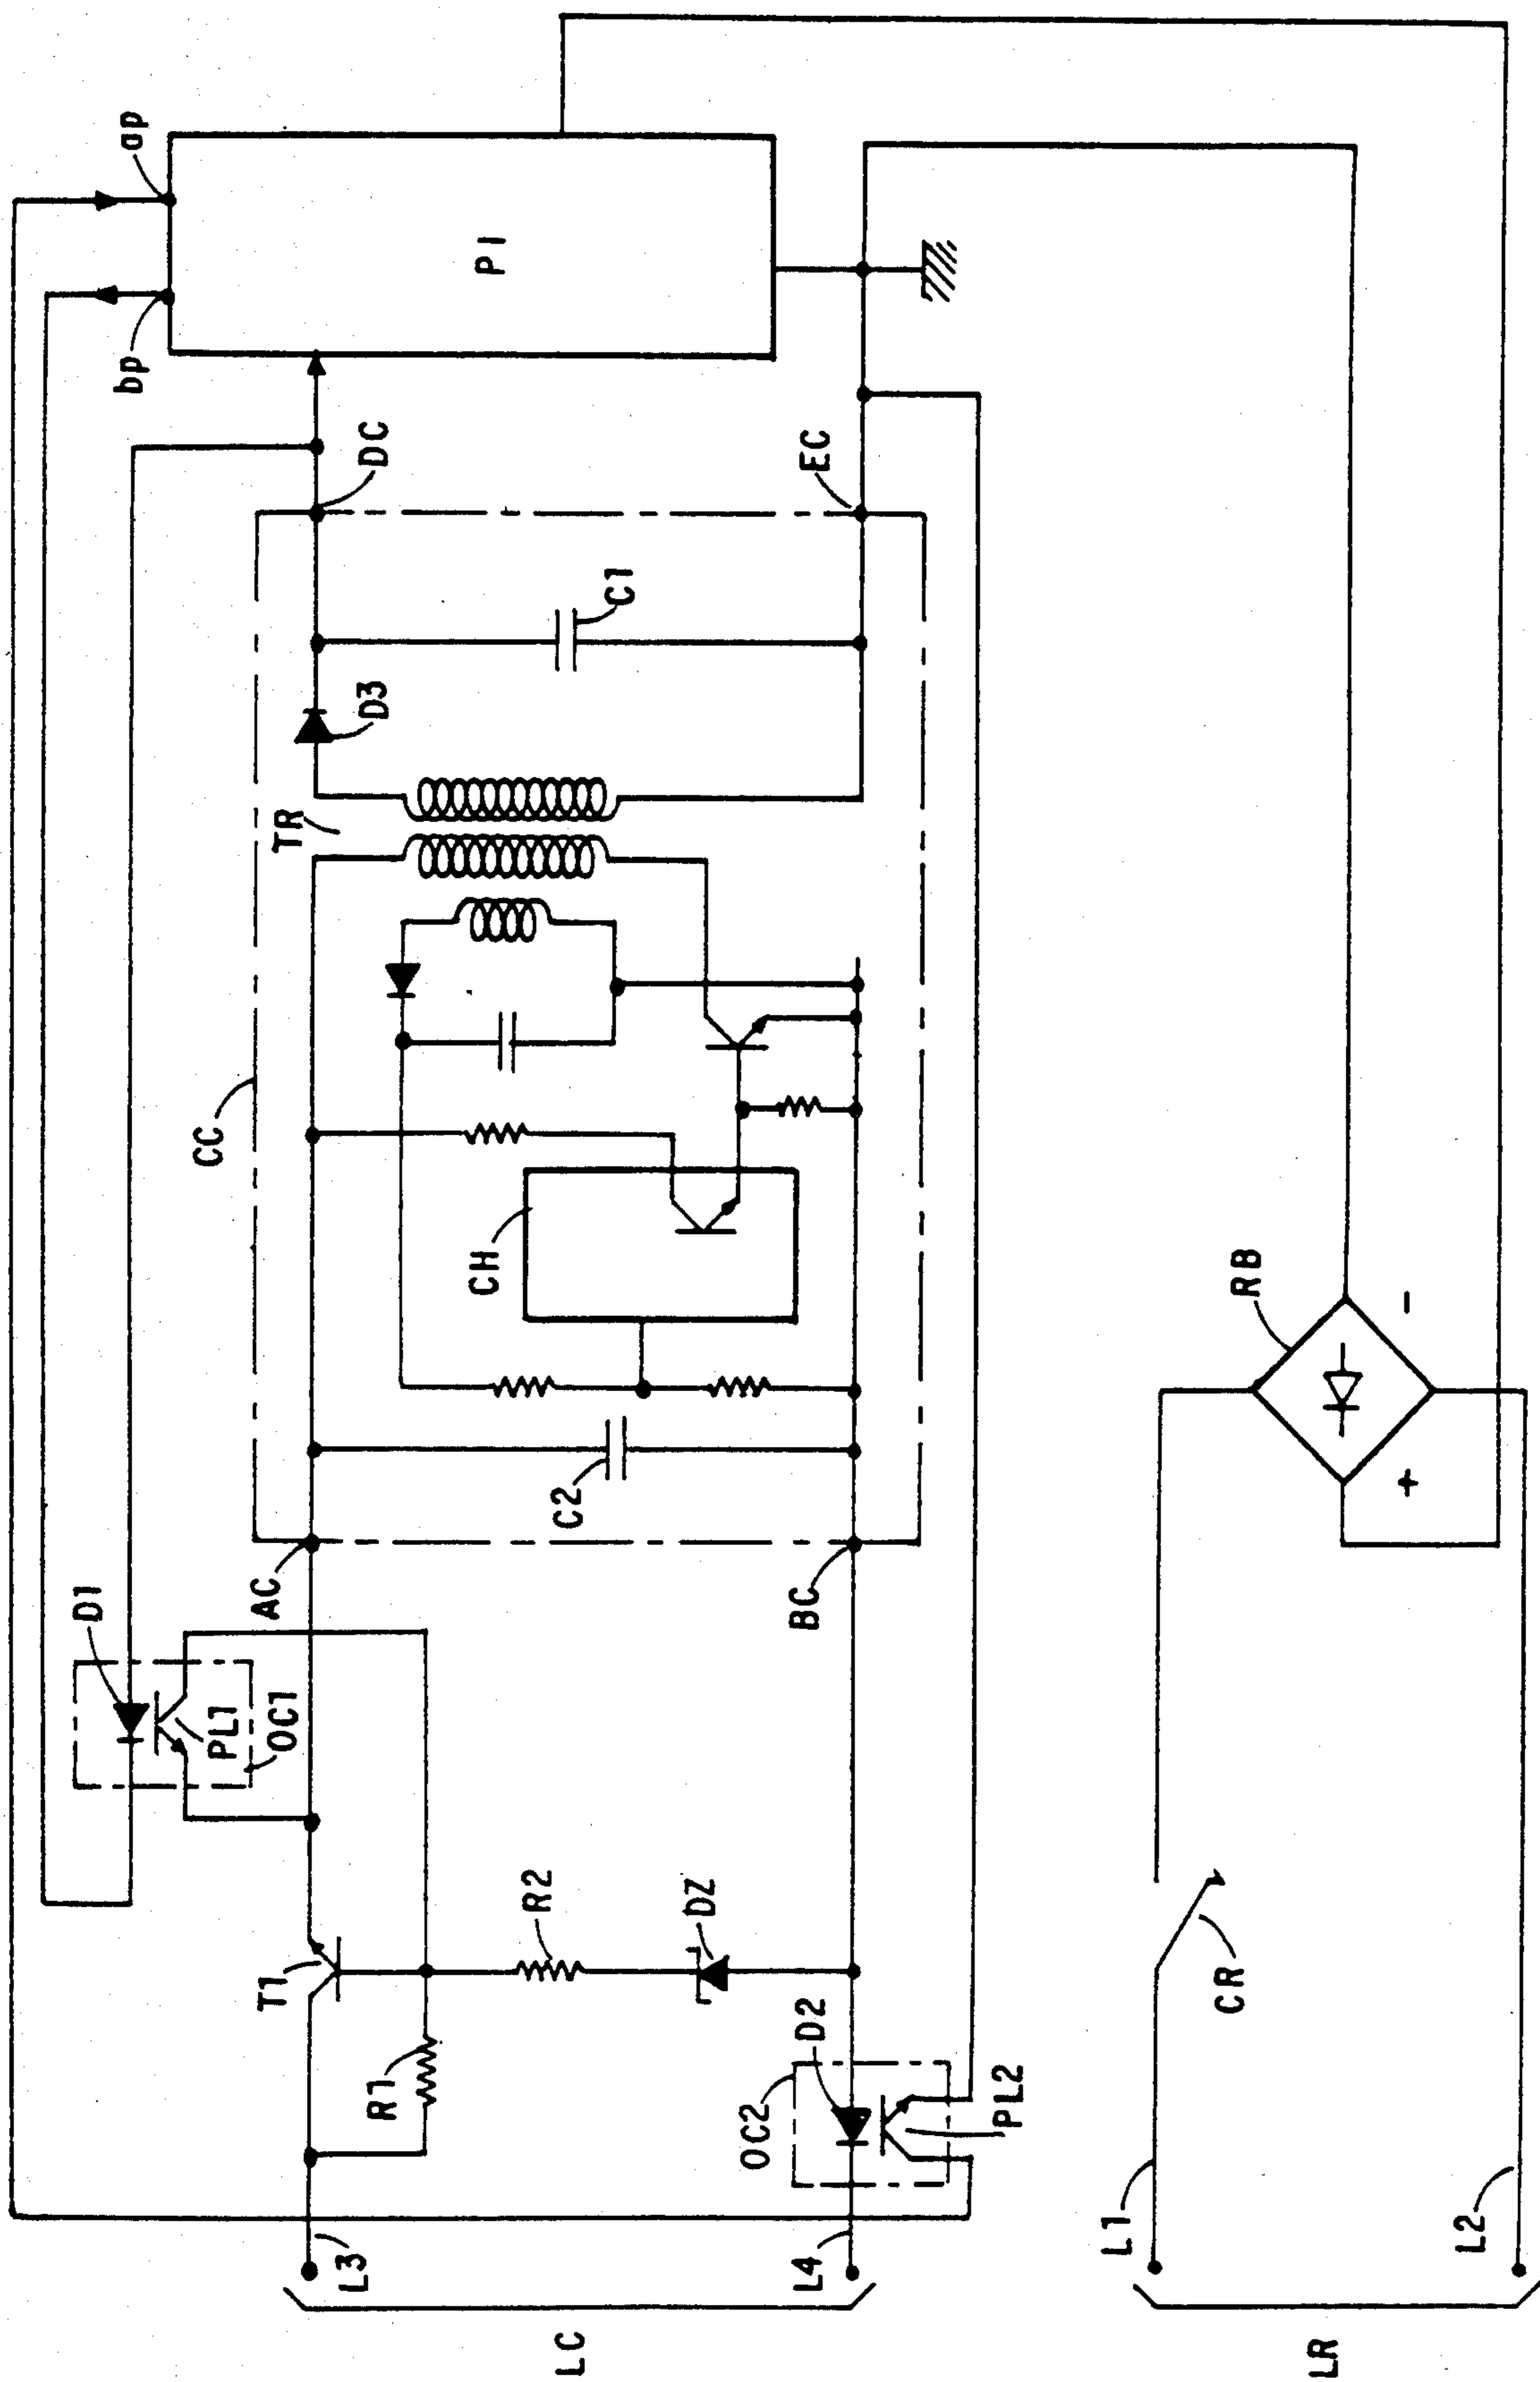 LC
LR
L3
L4
L1
L2
R1
T1
OC2
D2
PL2
CR
R2
DZ
D1
PL1
OC1
AC
BC
C2
RB
+
-
CH
CC
TR
D3
C1
DC
EC
bp
ap
PI